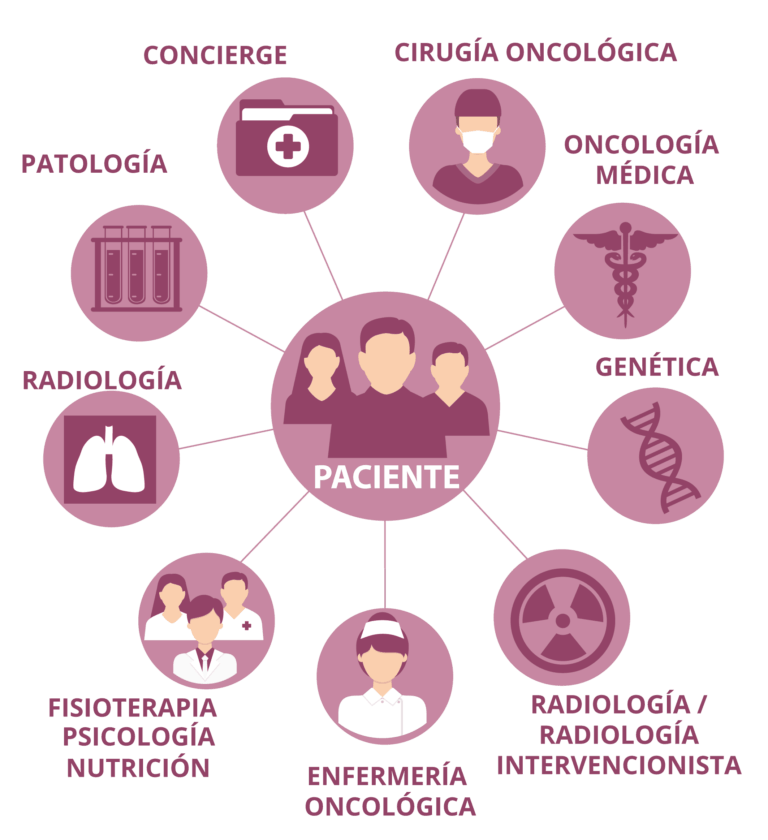 CONCIERGE
CIRUGÍA ONCOLÓGICA
ONCOLOGÍA
MÉDICA
PATOLOGÍA
GENÉTICA
RADIOLOGÍA
PACIENTE
RADIOLOGÍA /
RADIOLOGÍA
INTERVENCIONISTA
FISIOTERAPIA
PSICOLOGÍA
NUTRICIÓN
ENFERMERÍA
ONCOLÓGICA